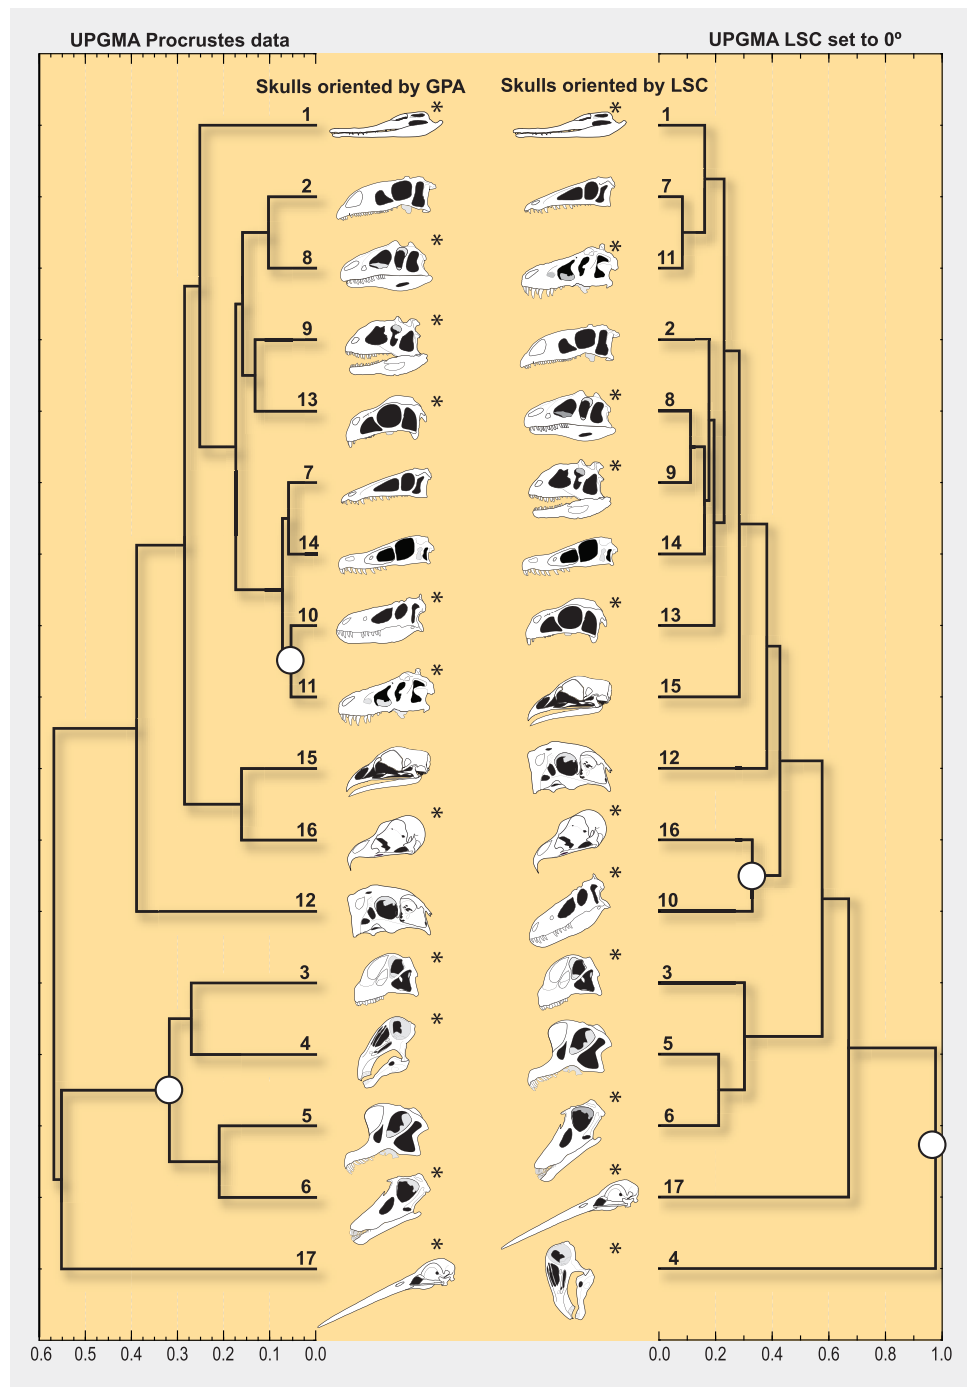 UPGMA Procrustes data
UPGMA LSC set to 0º
Skulls oriented by GPA
Skulls oriented by LSC
1 * * 1
2 7
8 * * 11
9 * 2
13 * * 8
7 * 9
14 14
10 * * 13
11 * 15
15 12
16 * * 16
12 * 10
3 * * 3
4 * 5
5 * 6
6 * * 17
17 * * 4
0.6 0.5 0.4 0.3 0.2 0.1 0.0 0.0 0.2 0.4 0.6 0.8 1.0